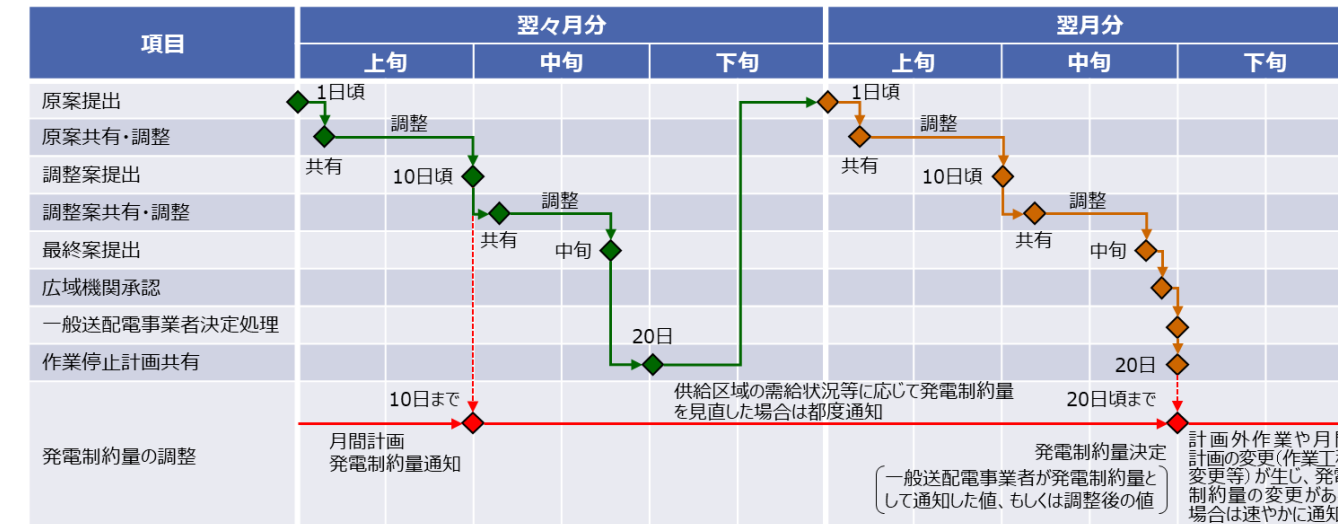 項目
翌々月分
翌月分
上旬
中旬
下旬
上旬
中旬
下旬
原案提出
1日頃
1日頃
原案共有・調整
調整
調整
共有
共有
調整案提出
10日頃
10日頃
調整案共有・調整
調整
調整
共有
共有
最終案提出
中旬
中旬
広域機関承認
一般送配電事業者決定処理
20日
作業停止計画共有
20日
供給区域の需給状況等に応じて発電制約量
を見直した場合は都度通知
10日まで
20日頃まで
発電制約量の調整
月間計画
発電制約量通知
発電制約量決定
一般送配電事業者が発電制約量と
して通知した値、もしくは調整後の値
計画外作業や月
計画の変更(作業工
変更等)が生じ、発
制約量の変更があ
場合は速やかに通知